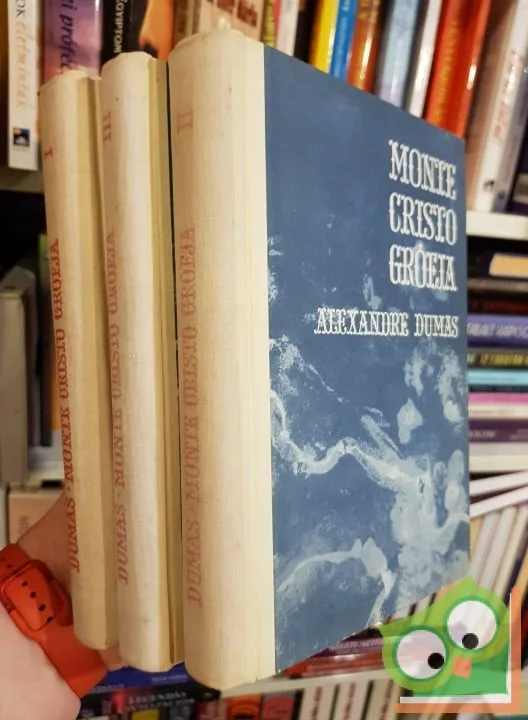 I
DUMAS · MONTE CRISTO GRÓFJA
III
DUMAS · MONTE CRISTO GRÓFJA
II
DUMAS · MONTE CRISTO GRÓFJA
MONTE
CRISTO
GRÓFJA
ALEXANDRE DUMAS